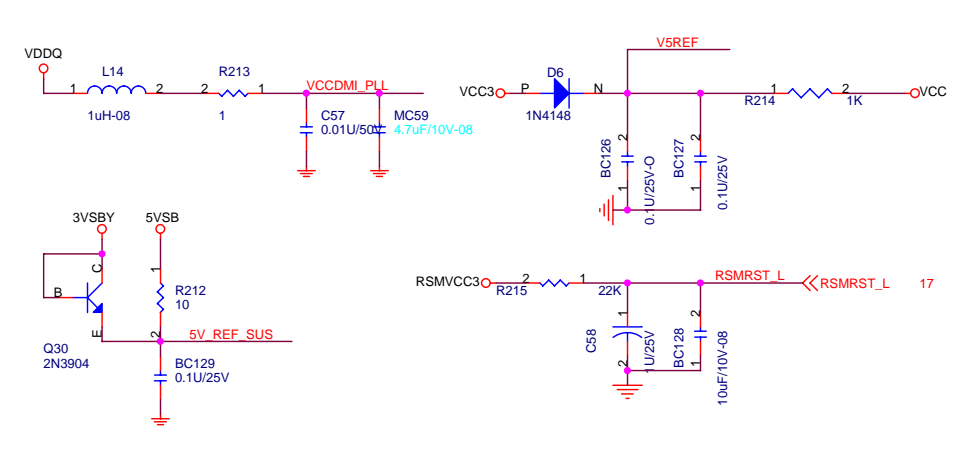 VDDQ
L14
1
2
1uH-08
R213
2
1
1
VCCDMI_PLL
C57
0.01U/50V
MC59
4.7uF/10V-08
V5REF
VCC3
P
D6
N
1N4148
R214
1
2
1K
VCC
2
BC126
1
0.1U/25V-O
2
BC127
1
0.1U/25V
3VSBY
5VSB
C
B
E
Q30
2N3904
1
R212
10
2
5V_REF_SUS
BC129
0.1U/25V
RSMVCC3
2
1
R215
22K
RSMRST_L
RSMRST_L
17
1
C58
2
1U/25V
2
BC128
1
10uF/10V-08